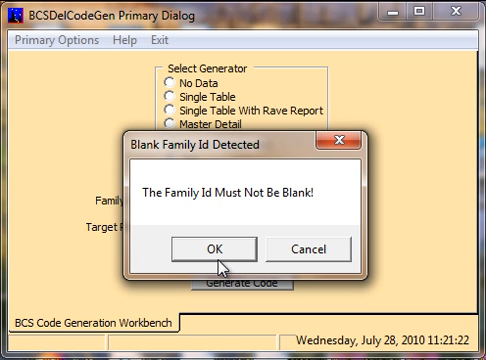 BCSDelCodeGen Primary Dialog
Primary Options Help Exit
Select Generator
No Data
Single Table
Single Table With Rave Report
Master Detail
Blank Family Id Detected
The Family Id Must Not Be Blank!
Family
Target
OK Cancel
Generate Code
BCS Code Generation Workbench
Wednesday, July 28, 2010 11:21:22